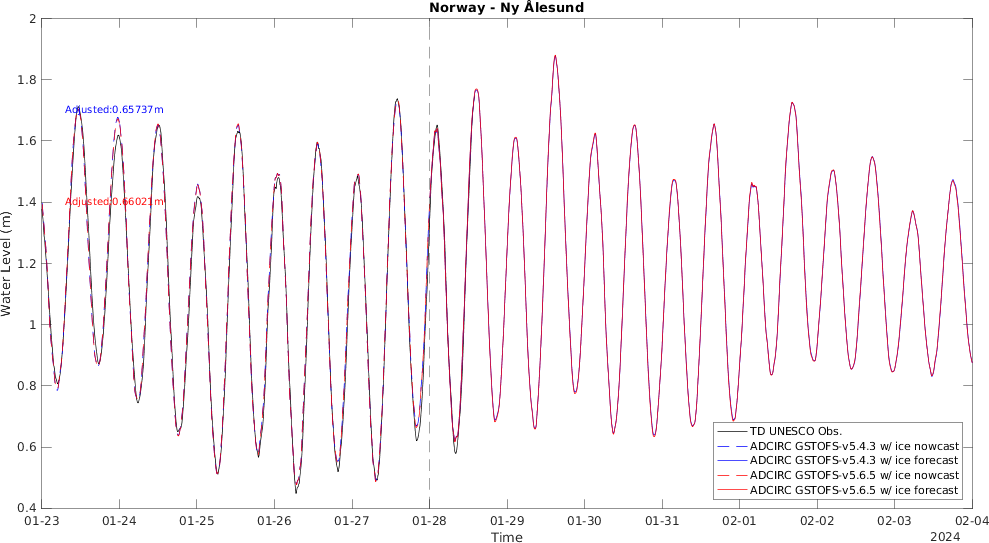 Norway - Ny Ålesund
2
1.8
1.6
1.4
1.2
1
0.8
0.6
0.4
Water Level (m)
Adjusted:0.65737m
Adjusted:0.66021m
TD UNESCO Obs.
ADCIRC GSTOFS-v5.4.3 w/ ice nowcast
ADCIRC GSTOFS-v5.4.3 w/ ice forecast
ADCIRC GSTOFS-v5.6.5 w/ ice nowcast
ADCIRC GSTOFS-v5.6.5 w/ ice forecast
01-23 01-24 01-25 01-26 01-27 01-28 01-29 01-30 01-31 02-01 02-02 02-03 02-04
Time
2024